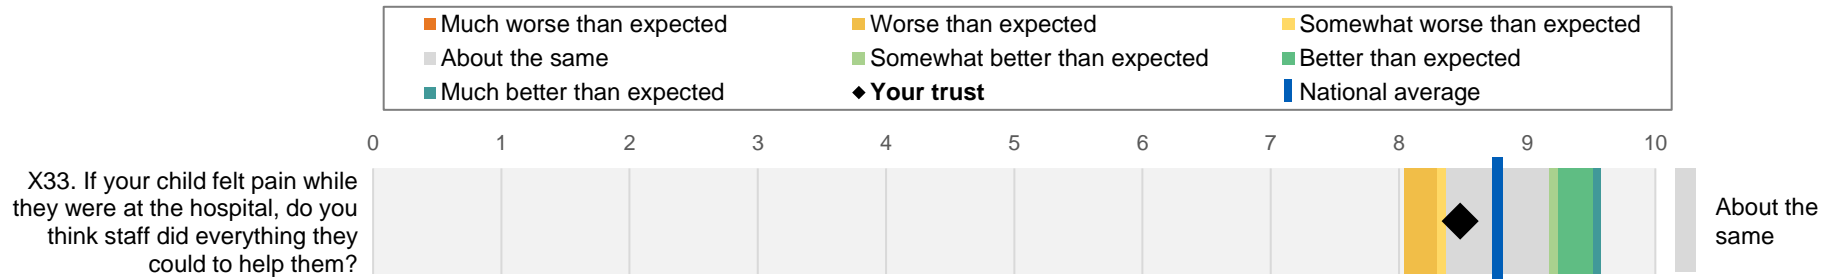 Much worse than expected
Worse than expected
Somewhat worse than expected
About the same
Somewhat better than expected
Better than expected
Much better than expected
Your trust
National average
0 1 2 3 4 5 6 7 8 9 10
X33. If your child felt pain while
they were at the hospital, do you
think staff did everything they
could to help them?
About the
same